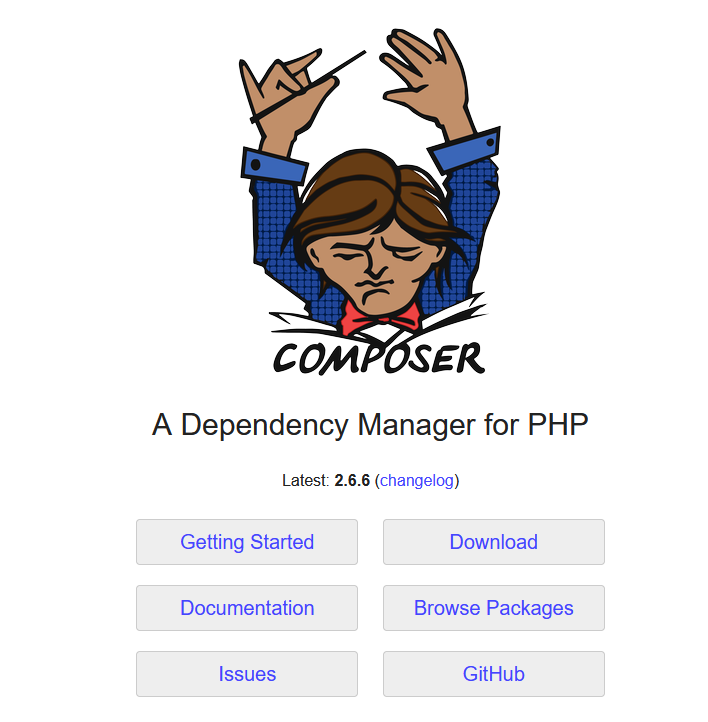 COMPOSER
A Dependency Manager for PHP
Latest: 2.6.6 (changelog)
Getting Started
Download
Documentation
Browse Packages
Issues
GitHub